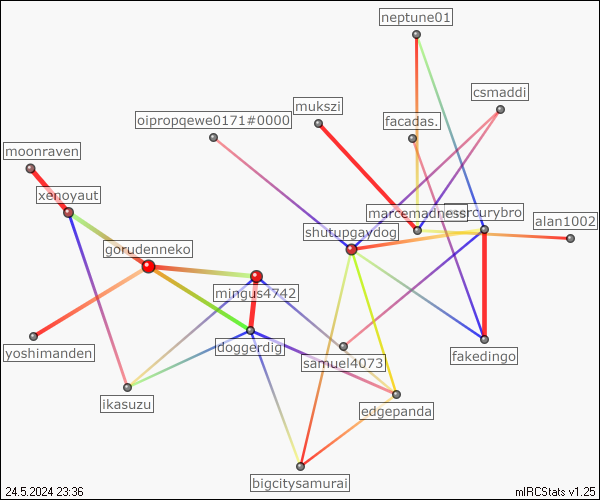 neptune01
csmaddi
mukszi
oipropqewe0171#0000
facadas.
moonraven
xenoyaut
marcemadness
mercurybro
alan1002
shutupgaydog
gorudenneko
mingus4742
doggerdig
yoshimanden
samuel4073
fakedingo
ikasuzu
edgepanda
bigcitysamurai
24.5.2024 23:36
mIRCStats v1.25